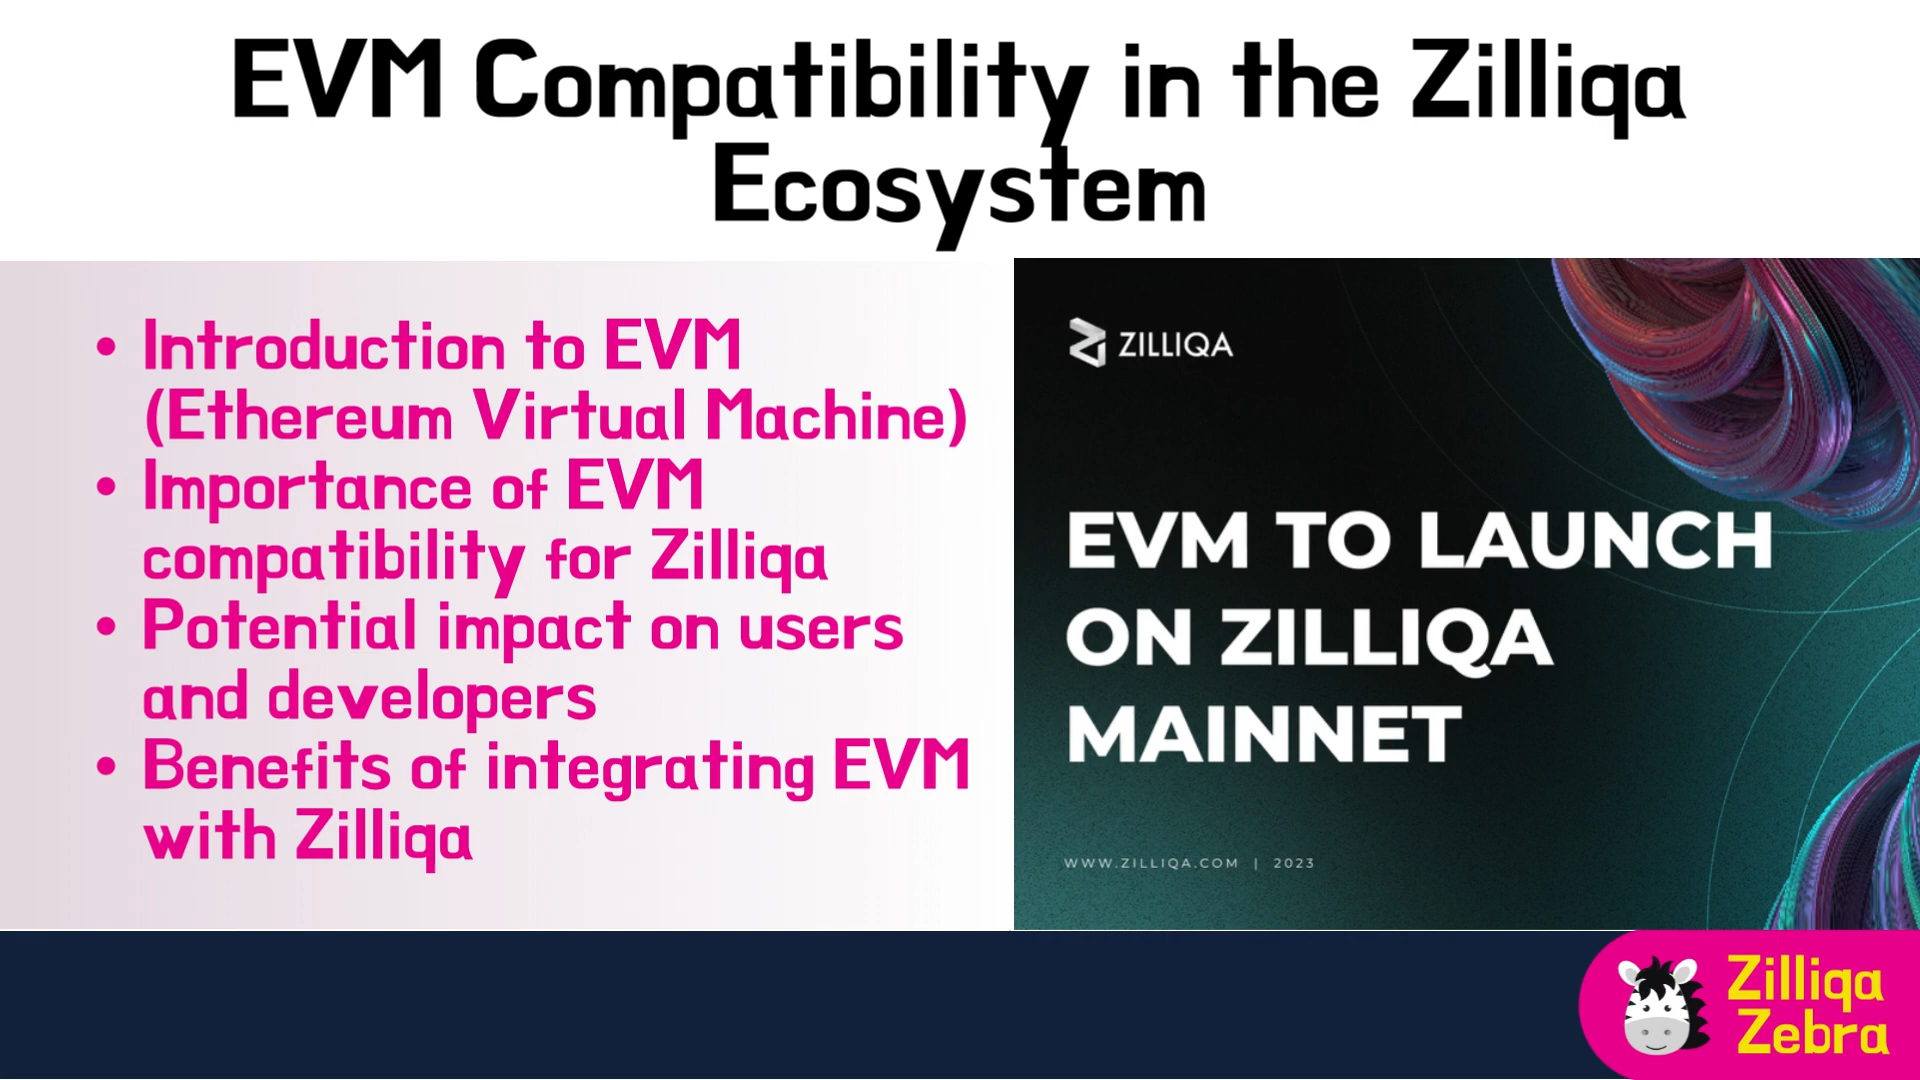 EVM Compatibility in the Zilliqa
Ecosystem
• Introduction to EVM
(Ethereum Virtual Machine)
• Importance of EVM
compatibility for Zilliqa
• Potential impact on users
and developers
• Benefits of integrating EVM
with Zilliqa
ZILLIQA
EVM TO LAUNCH
ON ZILLIQA
MAINNET
WWW.ZILLIQA.COM | 2023
Zilliqa
Zebra